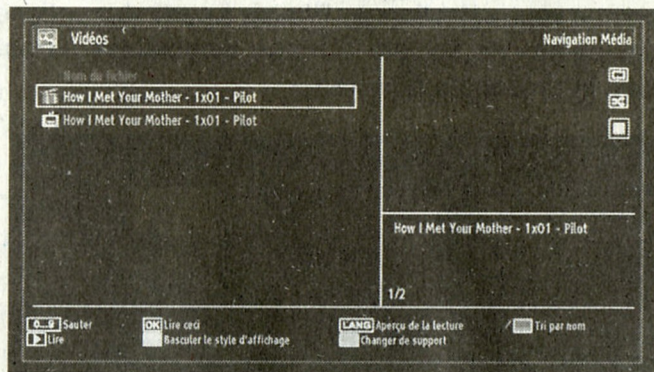 Vidéos
Navigation Média
Nom du fichier
How I Met Your Mother - 1x01 - Pilot
How I Met Your Mother - 1x01 - Pilot
How I Met Your Mother - 1x01 - Pilot
1/2
0...9 Sauter
OK Lire ceci
LANG Aperçu de la lecture
Tri par nom
Lire
Basculer le style d'affichage
Changer de support